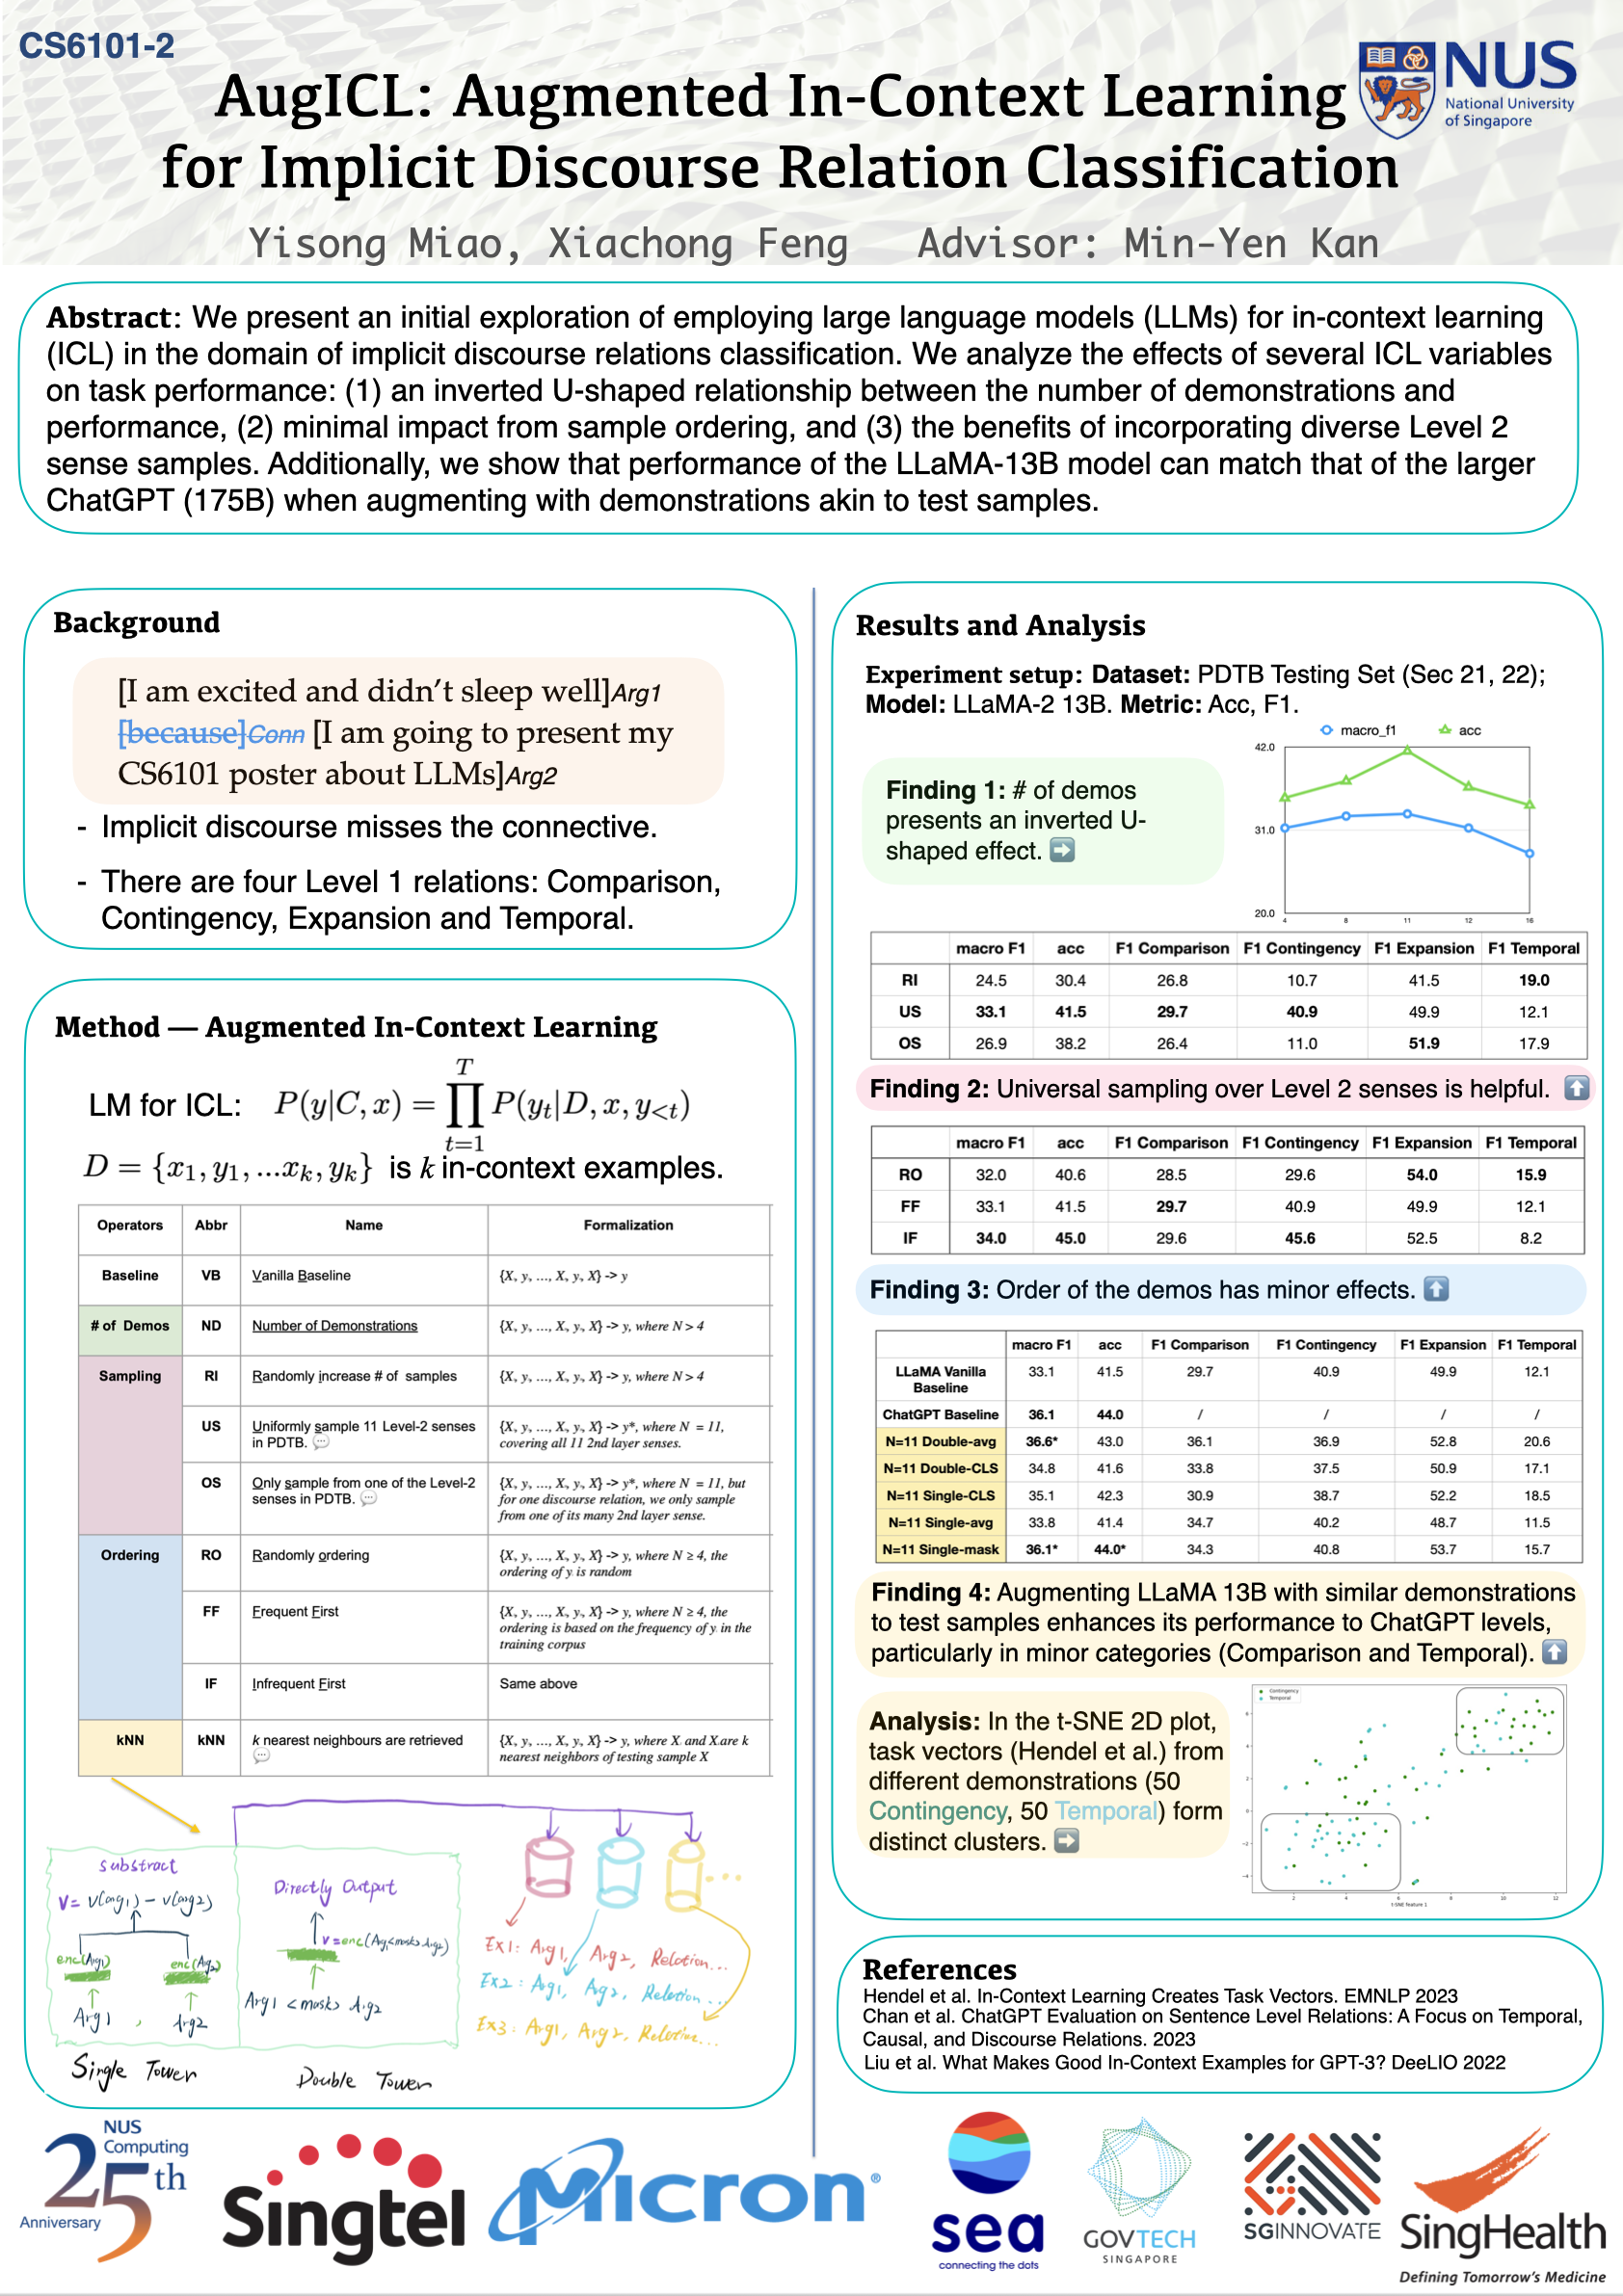 CS6101-2
NUS
National University
of Singapore
AugICL: Augmented In-Context Learning
for Implicit Discourse Relation Classification
Yisong Miao, Xiachong Feng Advisor: Min-Yen Kan
Abstract: We present an initial exploration of employing large language models (LLMs) for in-context learning
(ICL) in the domain of implicit discourse relations classification. We analyze the effects of several ICL variables
on task performance: (1) an inverted U-shaped relationship between the number of demonstrations and
performance, (2) minimal impact from sample ordering, and (3) the benefits of incorporating diverse Level 2
sense samples. Additionally, we show that performance of the LLaMA-13B model can match that of the larger
ChatGPT (175B) when augmenting with demonstrations akin to test samples.
Background
[I am excited and didn't sleep well]Arg1
[because]Conn [I am going to present my
CS6101 poster about LLMs]Arg2
- Implicit discourse misses the connective.
- There are four Level 1 relations: Comparison,
Contingency, Expansion and Temporal.
Method — Augmented In-Context Learning
LM for ICL: P(y|C, x) = ∏_{t=1}^{T} P(y_t|D, x, y_{<t})
D = {x₁, y₁, ...x_k, y_k} is k in-context examples.
Operators Abbr Name Formalization
Baseline VB Vanilla Baseline {X, y, ..., X, y, X} -> y
# of Demos ND Number of Demonstrations {X, y, ..., X, y, X} -> y, where N > 4
Sampling RI Randomly increase # of samples {X, y, ..., X, y, X} -> y, where N > 4
US Uniformly sample 11 Level-2 senses
in PDTB.
{X, y, ..., X, y, X} -> y*, where N = 11,
covering all 11 2nd layer senses.
OS Only sample from one of the Level-2
senses in PDTB.
{X, y, ..., X, y, X} -> y*, where N = 11, but
for one discourse relation, we only sample
from one of its many 2nd layer sense.
Ordering RO Randomly ordering {X, y, ..., X, y, X} -> y, where N ≥ 4, the
ordering of y is random
FF Frequent First {X, y, ..., X, y, X} -> y, where N ≥ 4, the
ordering is based on the frequency of y in the
training corpus
IF Infrequent First Same above
kNN kNN k nearest neighbours are retrieved
{X, y, ..., X, y, X} -> y, where X and X are k
nearest neighbors of testing sample X
substract
V= V(arg1) - V(arg2)
enc(Arg1) enc(Arg2)
Arg1 , Arg2
Single Tower
Directly Output
V=enc(Arg1<mask>Arg2)
Arg1 <mask> Arg2
Double Tower
...
Ex1: Arg1, Arg2, Relation...
Ex2: Arg1, Arg2, Relation...
Ex3: Arg1, Arg2, Relation...
Results and Analysis
Experiment setup: Dataset: PDTB Testing Set (Sec 21, 22);
Model: LLaMA-2 13B. Metric: Acc, F1.
Finding 1: # of demos
presents an inverted U-
shaped effect. ➡️
macro_f1 acc
42.0
31.0
20.0
4 8 11 12 16
macro F1 acc F1 Comparison F1 Contingency F1 Expansion F1 Temporal
RI 24.5 30.4 26.8 10.7 41.5 19.0
US 33.1 41.5 29.7 40.9 49.9 12.1
OS 26.9 38.2 26.4 11.0 51.9 17.9
Finding 2: Universal sampling over Level 2 senses is helpful. ⬆️
macro F1 acc F1 Comparison F1 Contingency F1 Expansion F1 Temporal
RO 32.0 40.6 28.5 29.6 54.0 15.9
FF 33.1 41.5 29.7 40.9 49.9 12.1
IF 34.0 45.0 29.6 45.6 52.5 8.2
Finding 3: Order of the demos has minor effects. ⬆️
macro F1 acc F1 Comparison F1 Contingency F1 Expansion F1 Temporal
LLaMA Vanilla
Baseline
33.1 41.5 29.7 40.9 49.9 12.1
ChatGPT Baseline 36.1 44.0 / / / /
N=11 Double-avg 36.6* 43.0 36.1 36.9 52.8 20.6
N=11 Double-CLS 34.8 41.6 33.8 37.5 50.9 17.1
N=11 Single-CLS 35.1 42.3 30.9 38.7 52.2 18.5
N=11 Single-avg 33.8 41.4 34.7 40.2 48.7 11.5
N=11 Single-mask 36.1* 44.0* 34.3 40.8 53.7 15.7
Finding 4: Augmenting LLaMA 13B with similar demonstrations
to test samples enhances its performance to ChatGPT levels,
particularly in minor categories (Comparison and Temporal). ⬆️
Analysis: In the t-SNE 2D plot,
task vectors (Hendel et al.) from
different demonstrations (50
Contingency, 50 Temporal) form
distinct clusters. ➡️
Contingency
Temporal
6
4
2
0
−2
−4
2 4 6 8 10 12
t-SNE feature 1
References
Hendel et al. In-Context Learning Creates Task Vectors. EMNLP 2023
Chan et al. ChatGPT Evaluation on Sentence Level Relations: A Focus on Temporal,
Causal, and Discourse Relations. 2023
Liu et al. What Makes Good In-Context Examples for GPT-3? DeeLIO 2022
NUS
Computing
25th
Anniversary
Singtel
Micron®
sea
connecting the dots
GOVTECH
SINGAPORE
SGINNOVATE
SingHealth
Defining Tomorrow's Medicine